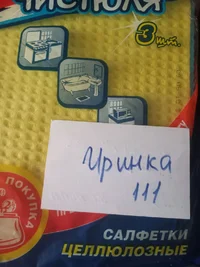 ЧИСТЮЛЯ
3 шт.
Иринка
111
ПОКУПКА
САЛФЕТКИ
ЦЕЛЛЮЛОЗНЫЕ